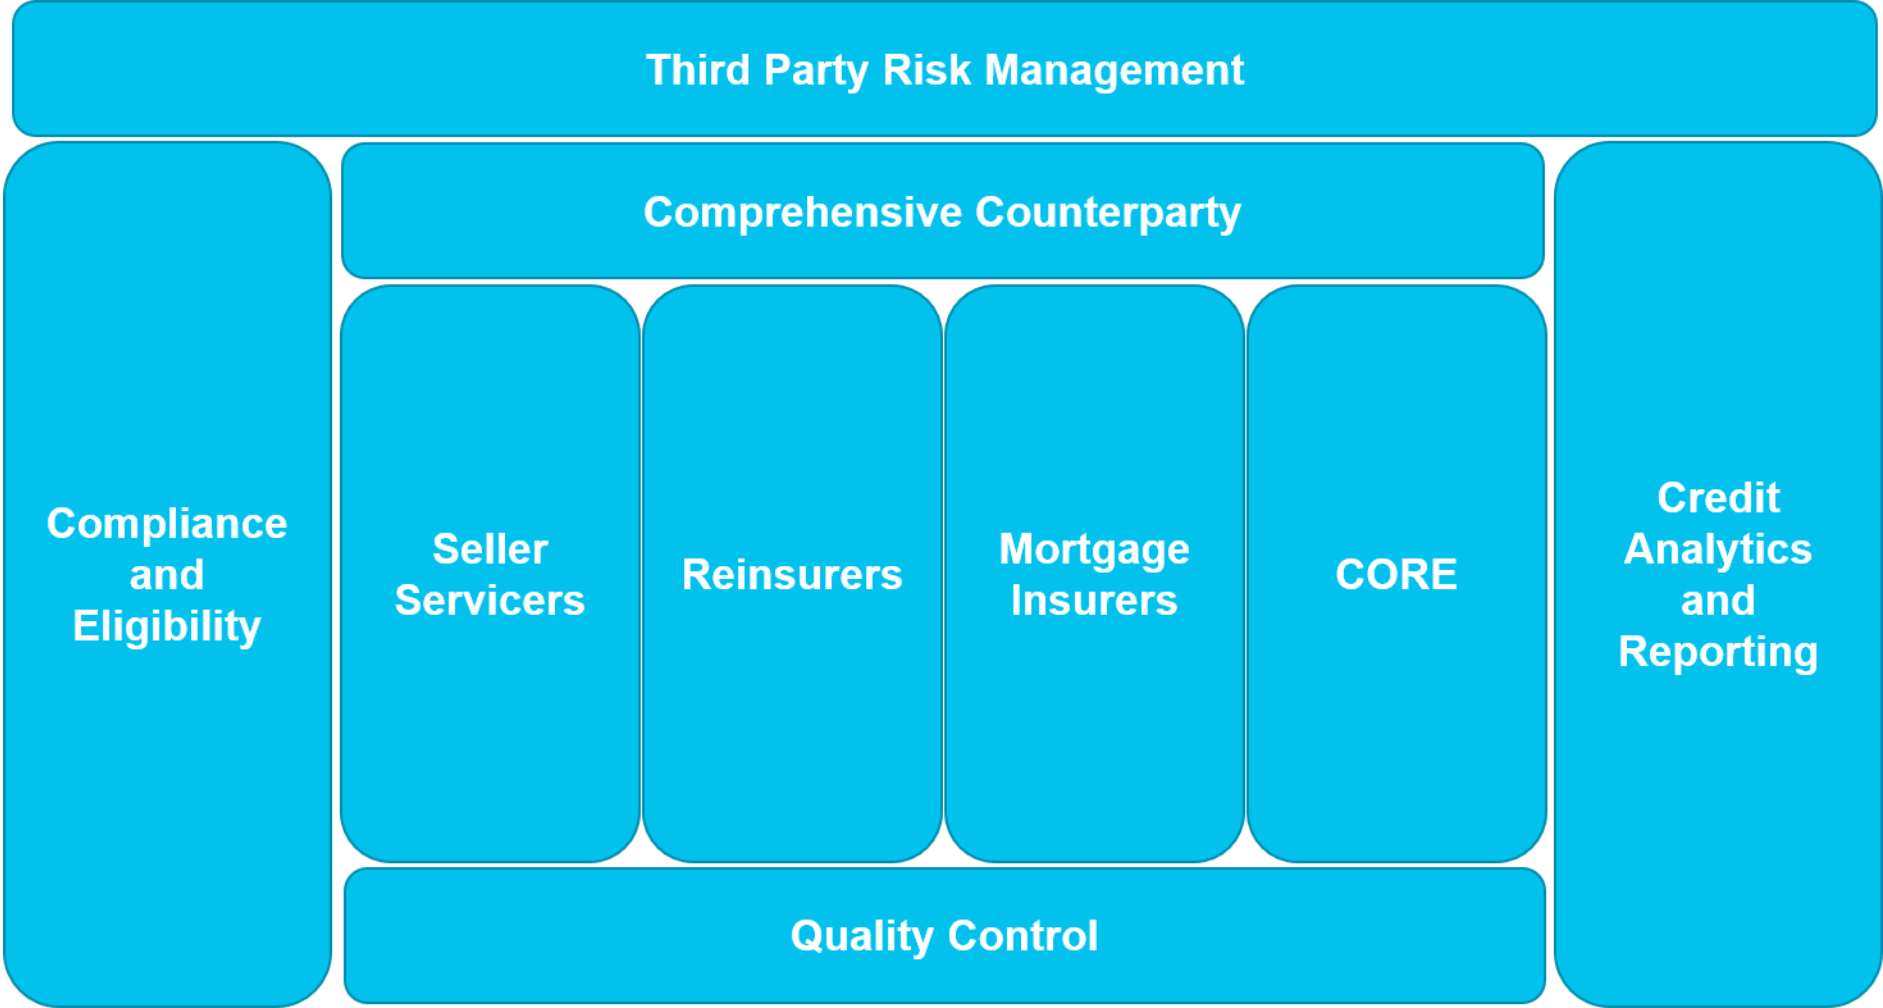 Third Party Risk Management
Comprehensive Counterparty
Compliance
and
Eligibility
Seller
Servicers
Reinsurers
Mortgage
Insurers
CORE
Credit
Analytics
and
Reporting
Quality Control